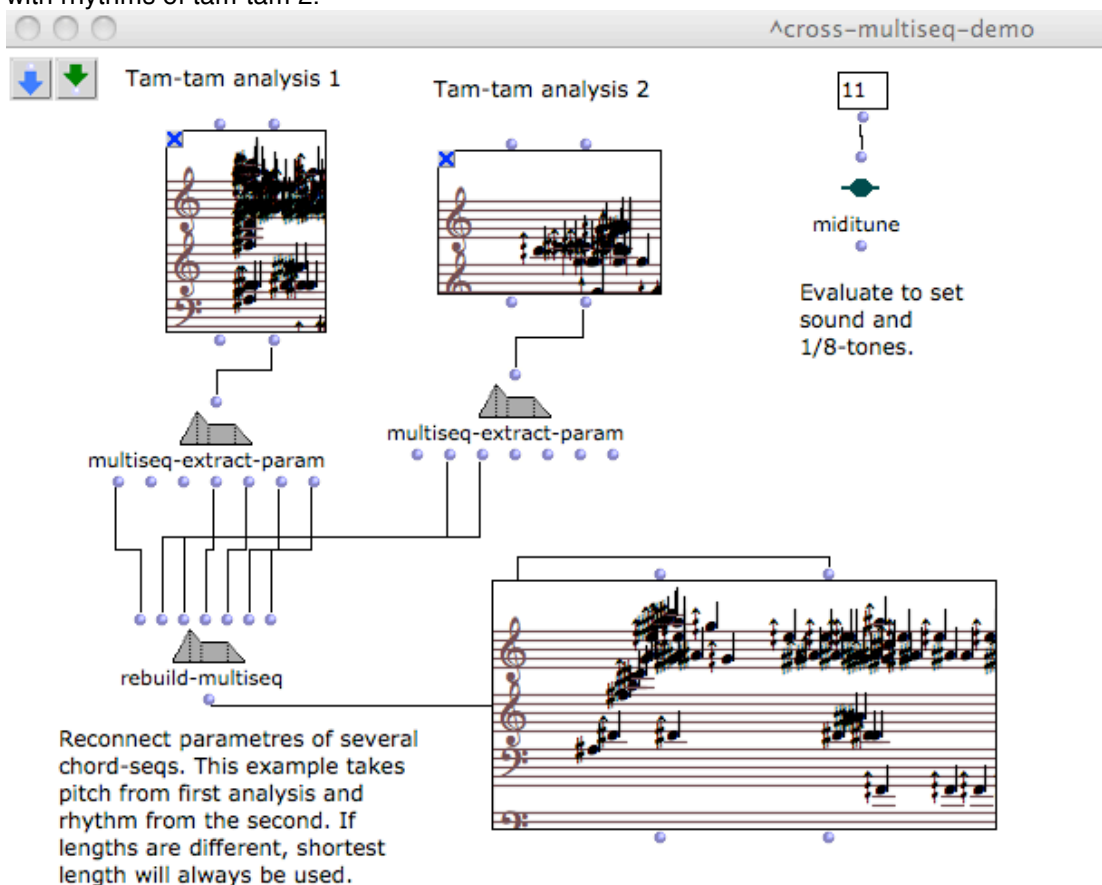 with rhythms of tam-tam 2.
^cross-multiseq-demo
Tam-tam analysis 1
Tam-tam analysis 2
11
miditune
Evaluate to set
sound and
1/8-tones.
multiseq-extract-param
multiseq-extract-param
rebuild-multiseq
Reconnect parametres of several
chord-seqs. This example takes
pitch from first analysis and
rhythm from the second. If
lengths are different, shortest
length will always be used.